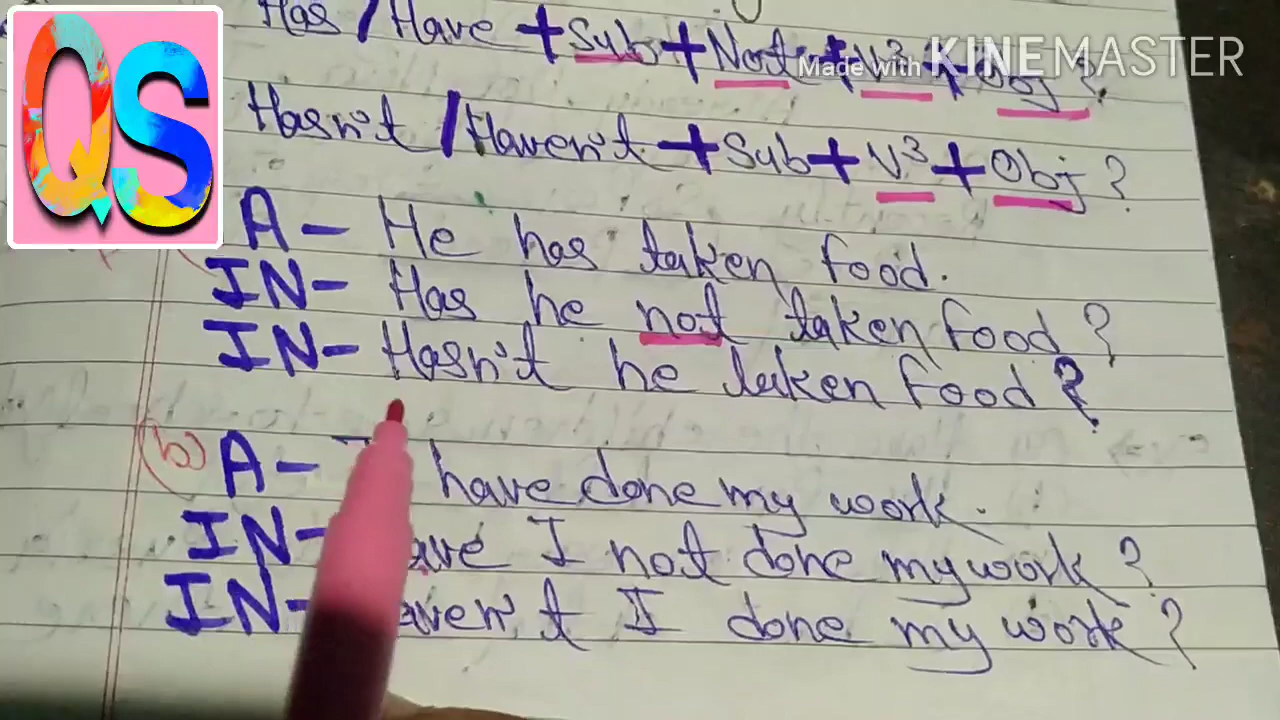 Has / Have + Sub + Not + V3 + Obj ?
Made with KINEMASTER
QS
Hasn't / Haven't + Sub + V3 + Obj ?
A - He has taken food.
IN - Has he not taken food ?
IN - Hasn't he taken food ?
(b) A - I have done my work.
IN - have I not done my work ?
IN - haven't I done my work ?